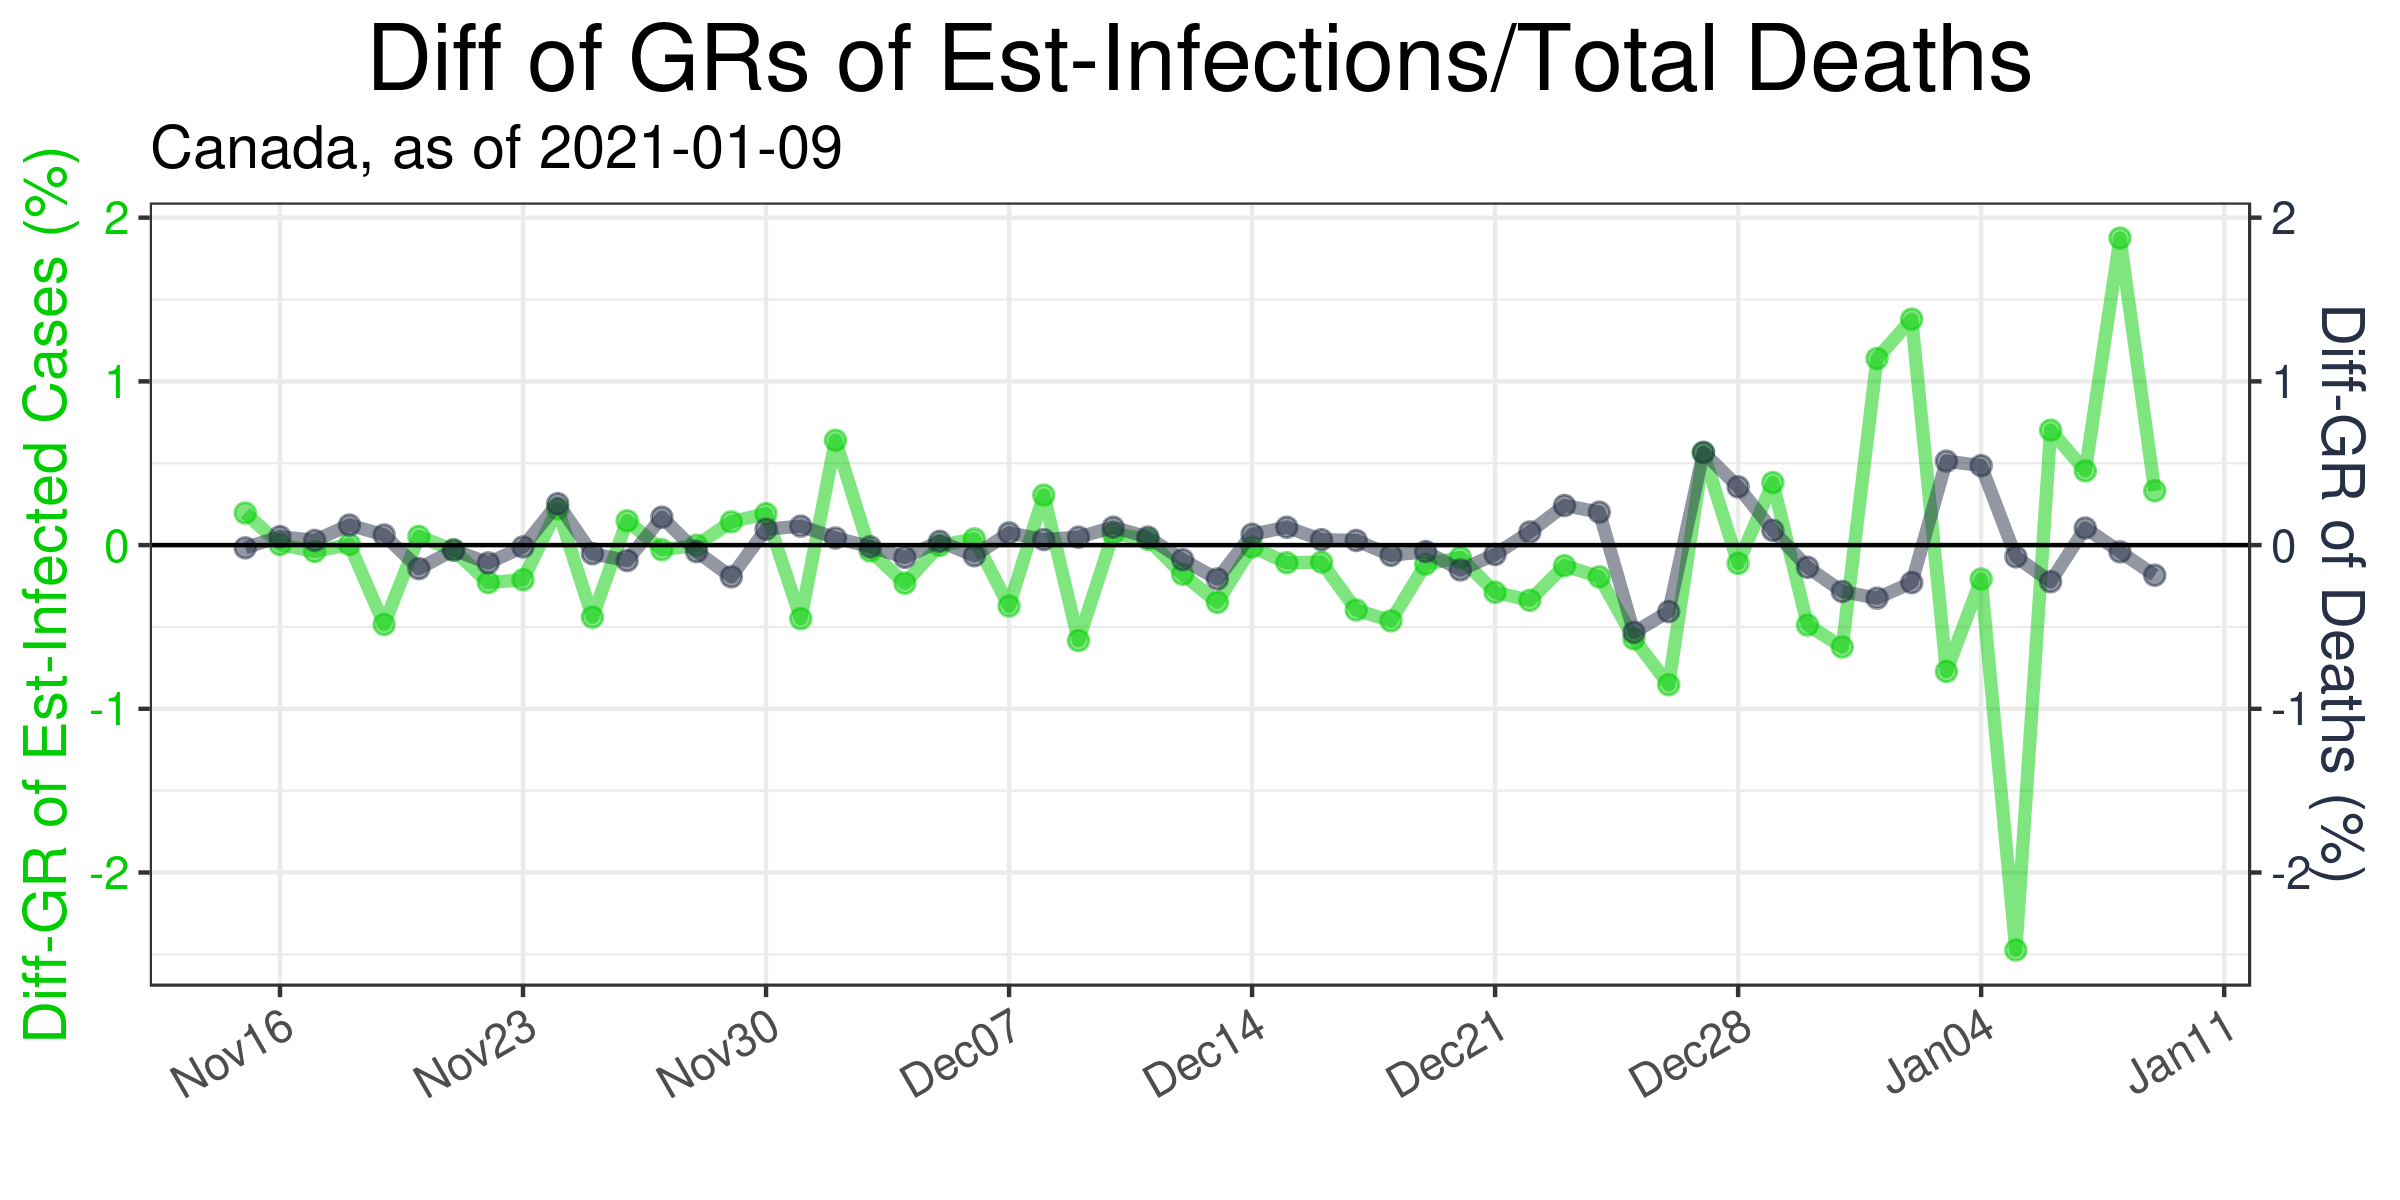 Diff of GRs of Est-Infections/Total Deaths
Canada, as of 2021-01-09
Diff-GR of Est-Infected Cases (%)
2
1
0
-1
-2
2
1
0
-1
-2
Diff-GR of Deaths (%)
Nov16
Nov23
Nov30
Dec07
Dec14
Dec21
Dec28
Jan04
Jan11